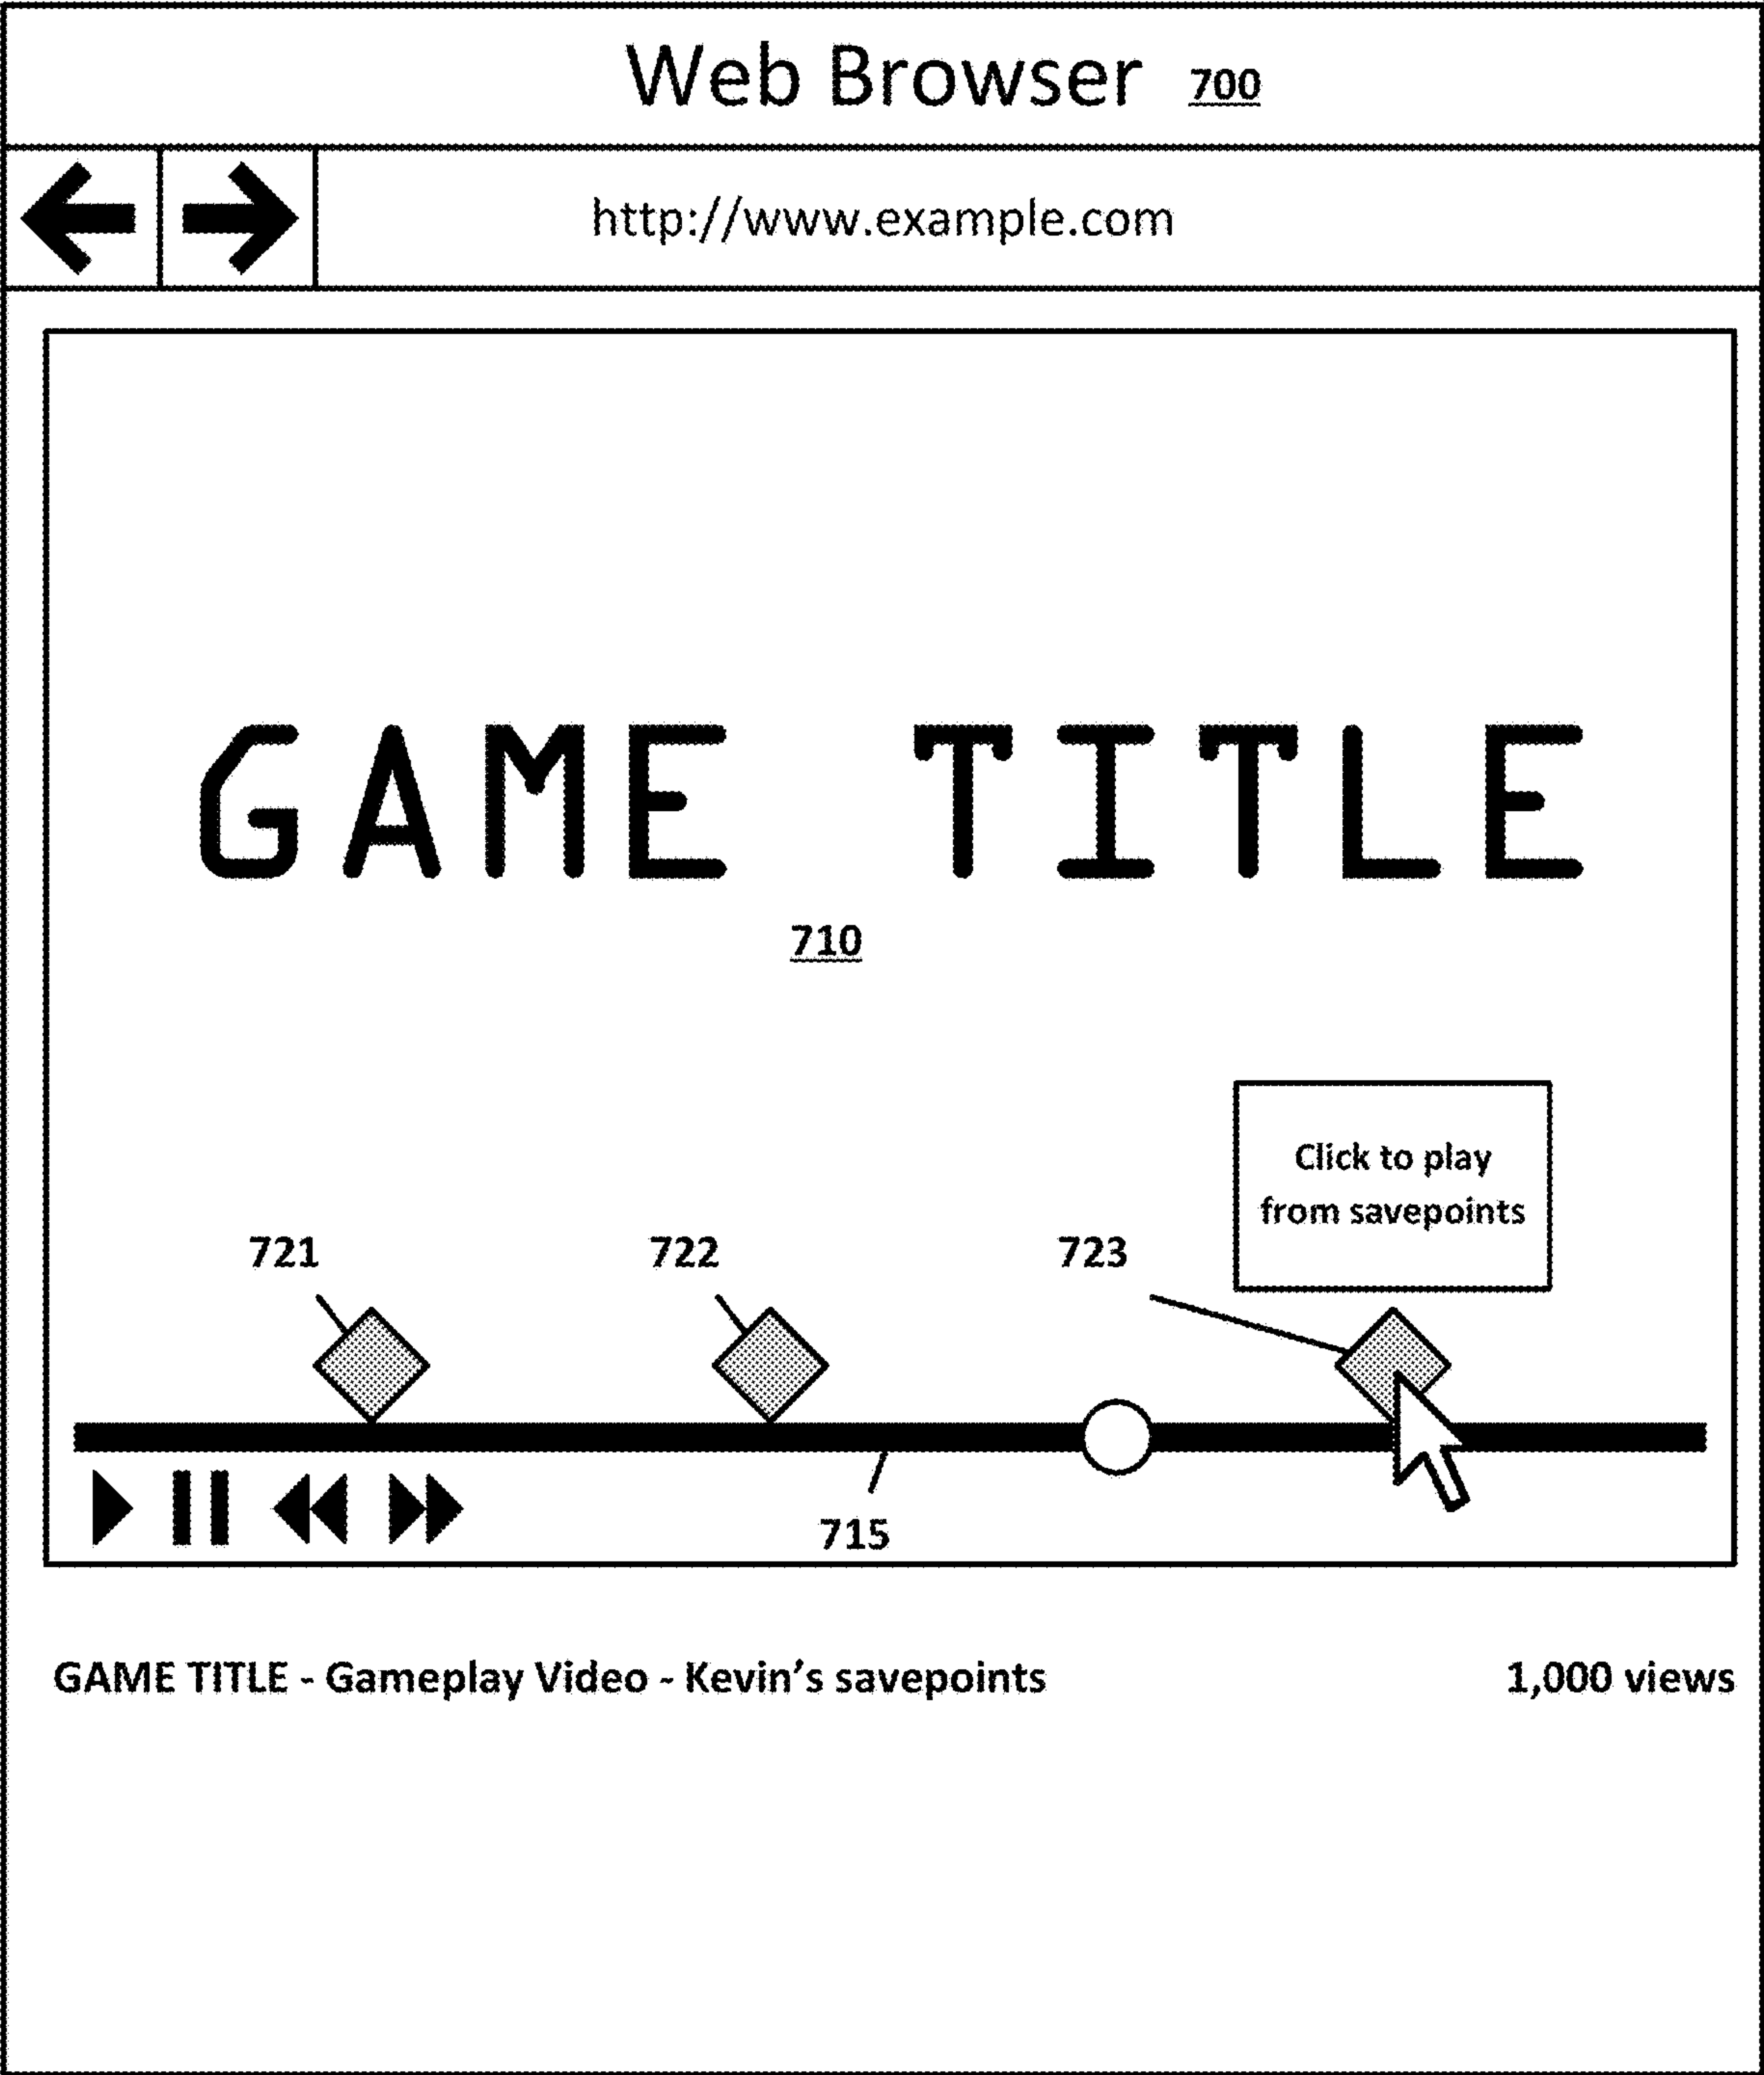 Web Browser 700
http://www.example.com
GAME TITLE
710
Click to play
from savepoints
721 722 723
715
GAME TITLE - Gameplay Video - Kevin’s savepoints 1,000 views